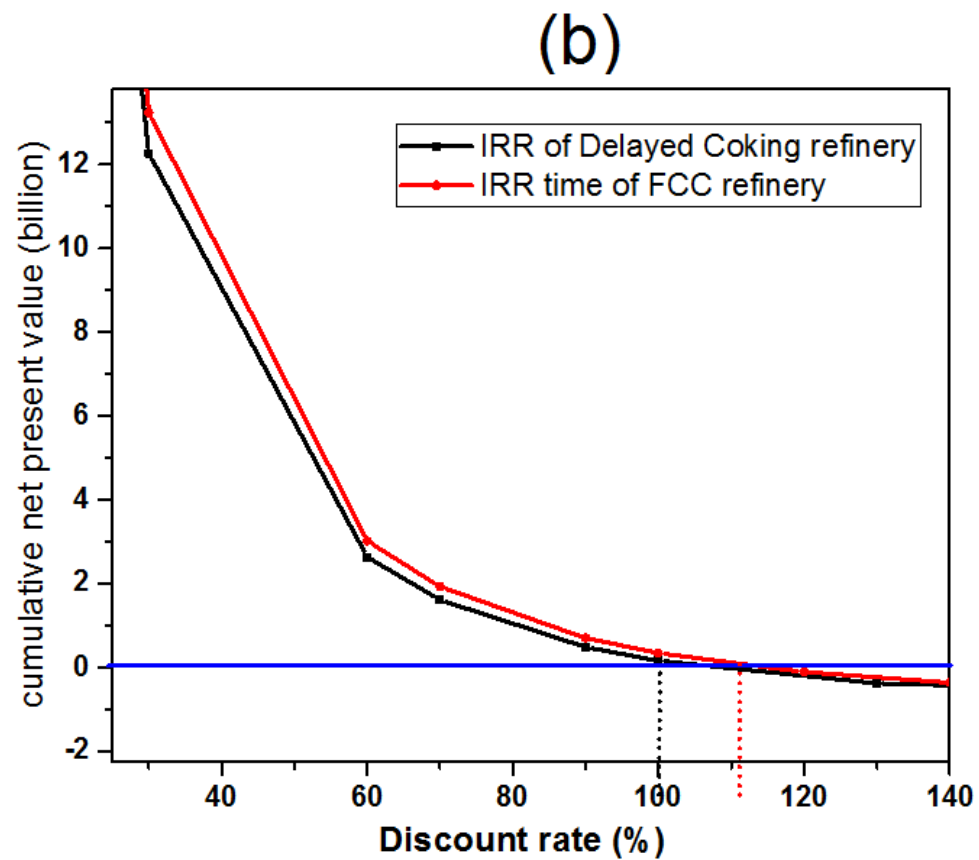 (b)
IRR of Delayed Coking refinery
IRR time of FCC refinery
cumulative net present value (billion)
12
10
8
6
4
2
0
-2
40 60 80 100 120 140
Discount rate (%)